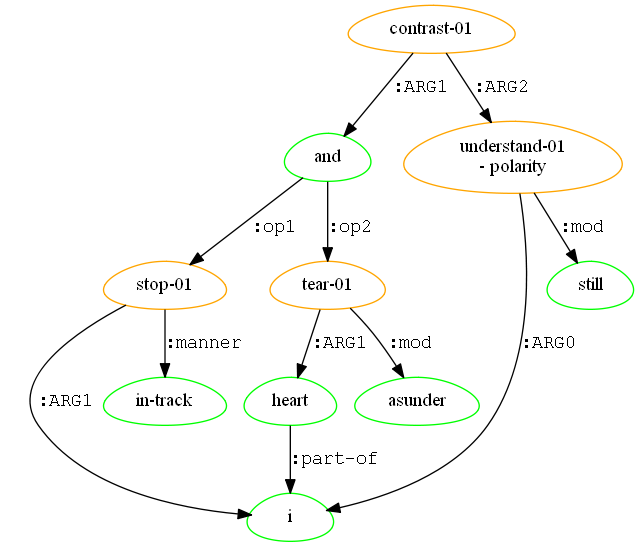 contrast-01
:ARG1 :ARG2
and
understand-01
- polarity
:op1 :op2 :mod
stop-01 tear-01 still
:manner :ARG1 :mod :ARG0
:ARG1 in-track heart asunder
:part-of
i